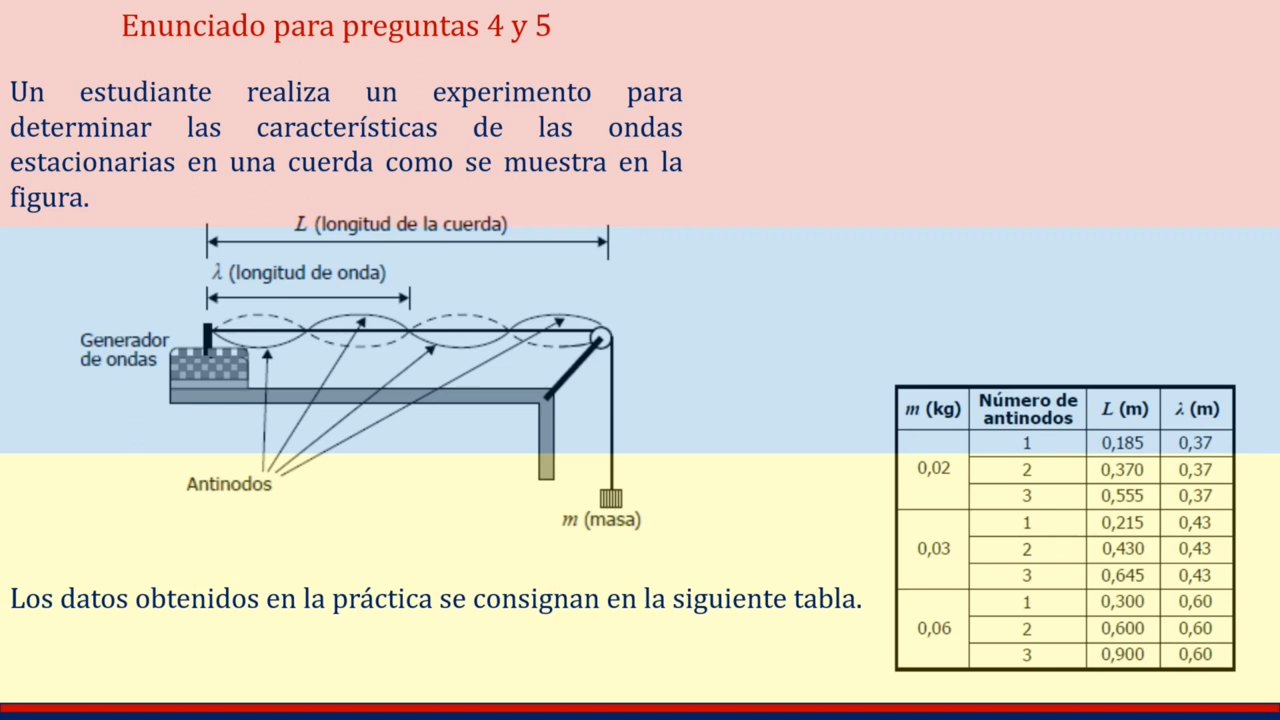 Enunciado para preguntas 4 y 5
Un estudiante realiza un experimento para
determinar las características de las ondas
estacionarias en una cuerda como se muestra en la
figura.
L (longitud de la cuerda)
λ (longitud de onda)
Generador
de ondas
Antinodos
m (masa)
m (kg) Número de antinodos L (m) λ (m)
0,02
1 0,185 0,37
2 0,370 0,37
3 0,555 0,37
0,03
1 0,215 0,43
2 0,430 0,43
3 0,645 0,43
0,06
1 0,300 0,60
2 0,600 0,60
3 0,900 0,60
Los datos obtenidos en la práctica se consignan en la siguiente tabla.